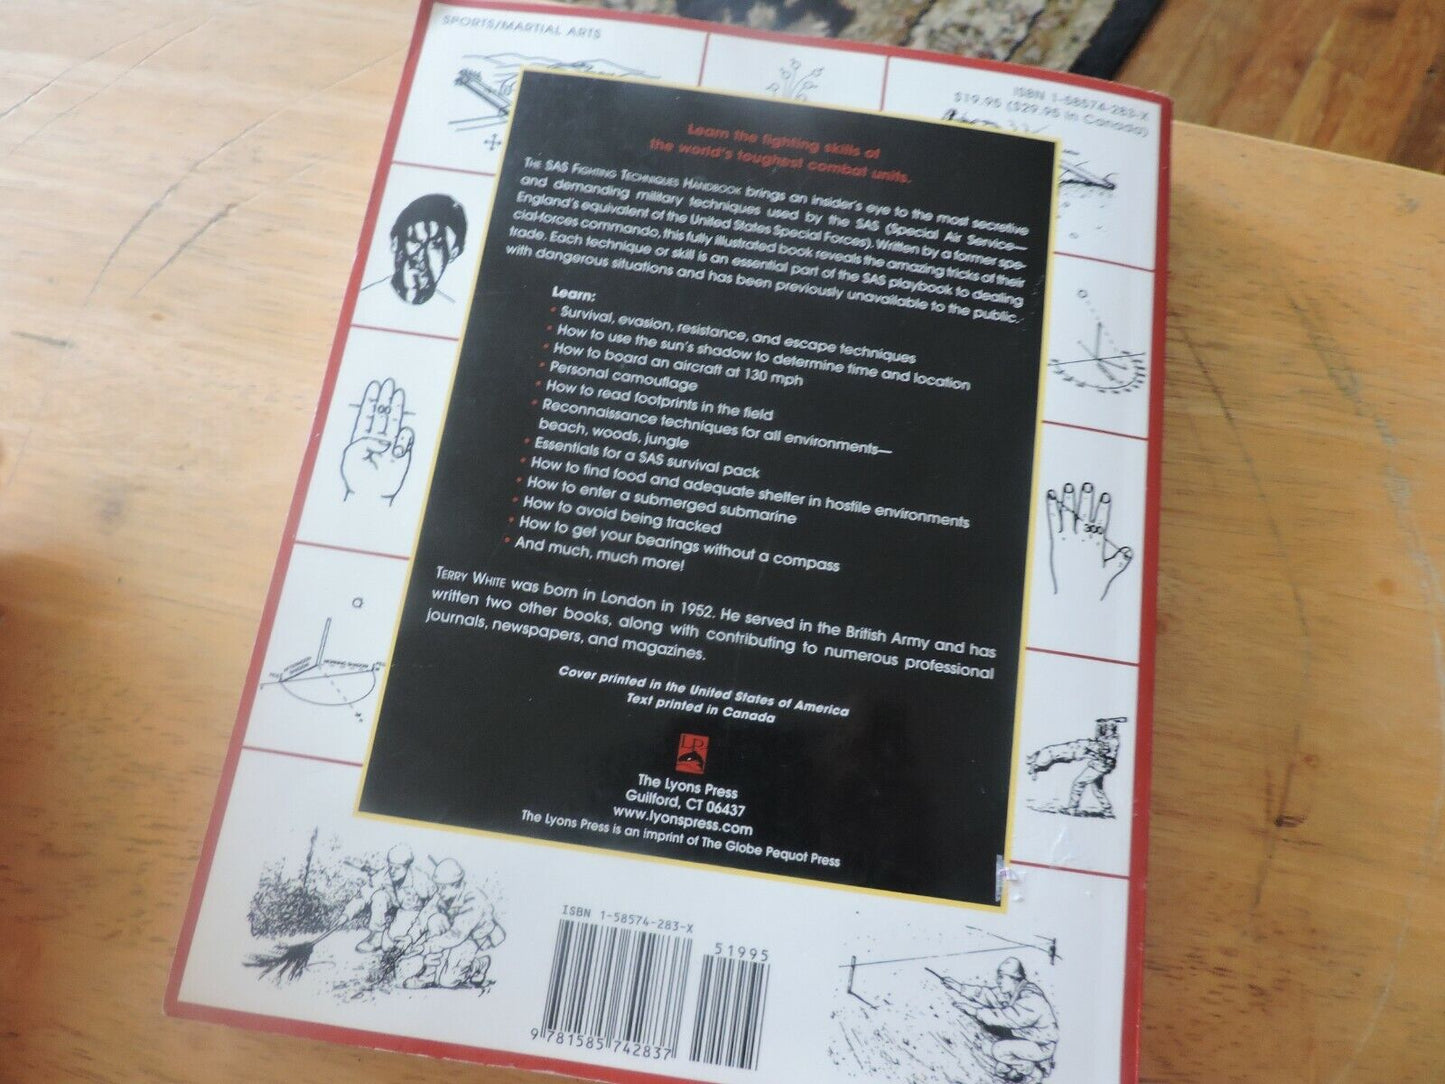 SPORTS/MARTIAL ARTS
ISBN 1-58574-283-X
$19.95 ($29.95 in Canada)
Learn the fighting skills of
the world's toughest combat units.
THE SAS FIGHTING TECHNIQUES HANDBOOK brings an insider's eye to the most secretive
and demanding military techniques used by the SAS (Special Air Service—
England's equivalent of the United States Special Forces). Written by a former spe-
cial-forces commando, this fully illustrated book reveals the amazing tricks of their
trade. Each technique or skill is an essential part of the SAS playbook to dealing
with dangerous situations and has been previously unavailable to the public.
Learn:
• Survival, evasion, resistance, and escape techniques
• How to use the sun's shadow to determine time and location
• How to board an aircraft at 130 mph
• Personal camouflage
• How to read footprints in the field
• Reconnaissance techniques for all environments—
beach, woods, jungle
• Essentials for a SAS survival pack
• How to find food and adequate shelter in hostile environments
• How to enter a submerged submarine
• How to avoid being tracked
• How to get your bearings without a compass
• And much, much more!
TERRY WHITE was born in London in 1952. He served in the British Army and has
written two other books, along with contributing to numerous professional
journals, newspapers, and magazines.
Cover printed in the United States of America
Text printed in Canada
LP
The Lyons Press
Guilford, CT 06437
www.lyonspress.com
The Lyons Press is an imprint of The Globe Pequot Press
300
ISBN 1-58574-283-X
51995
9 781585 742837